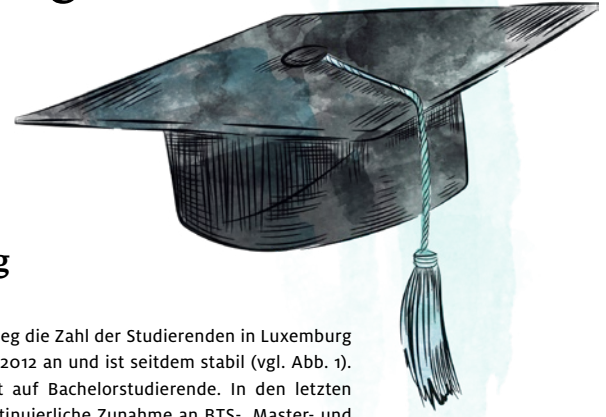 g
eg die Zahl der Studierenden in Luxemburg
2012 an und ist seitdem stabil (vgl. Abb. 1).
t auf Bachelorstudierende. In den letzten
tinuierliche Zunahme an BTS-, Master- und